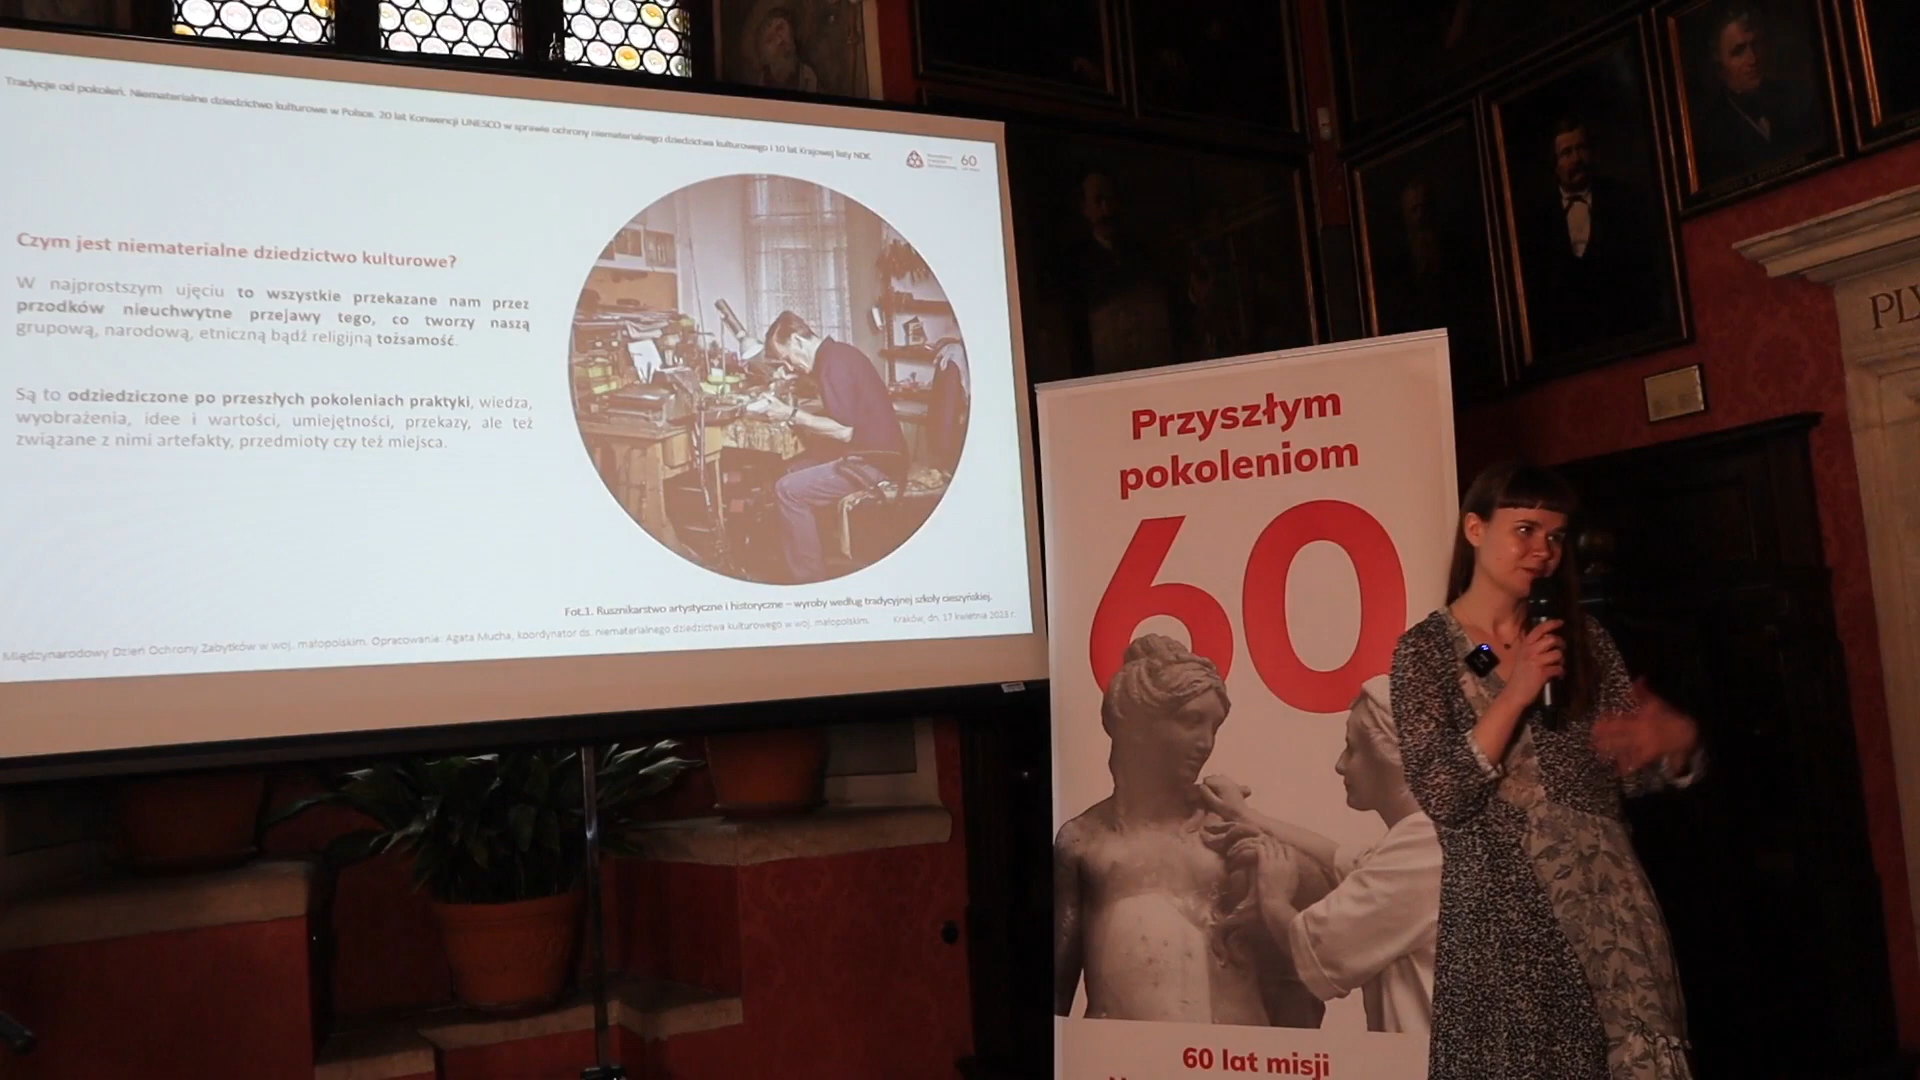 Tradycje od pokoleń. Niematerialne dziedzictwo kulturowe w Polsce. 20 lat Konwencji UNESCO w sprawie ochrony niematerialnego dziedzictwa kulturowego i 10 lat Krajowej listy NDK.
60
Czym jest niematerialne dziedzictwo kulturowe?
W najprostszym ujęciu to wszystkie przekazane nam przez
przodków nieuchwytne przejawy tego, co tworzy naszą
grupową, narodową, etniczną bądź religijną tożsamość.
Są to odziedziczone po przeszłych pokoleniach praktyki, wiedza,
wyobrażenia, idee i wartości, umiejętności, przekazy, ale też
związane z nimi artefakty, przedmioty czy też miejsca.
Fot.1. Rusznikarstwo artystyczne i historyczne – wyroby według tradycyjnej szkoły cieszyńskiej.
Międzynarodowy Dzień Ochrony Zabytków w woj. małopolskim. Opracowanie: Agata Mucha, koordynator ds. niematerialnego dziedzictwa kulturowego w woj. małopolskim. Kraków, dn. 17 kwietnia 2023 r.
Przyszłym
pokoleniom
60
60 lat misji
PLV